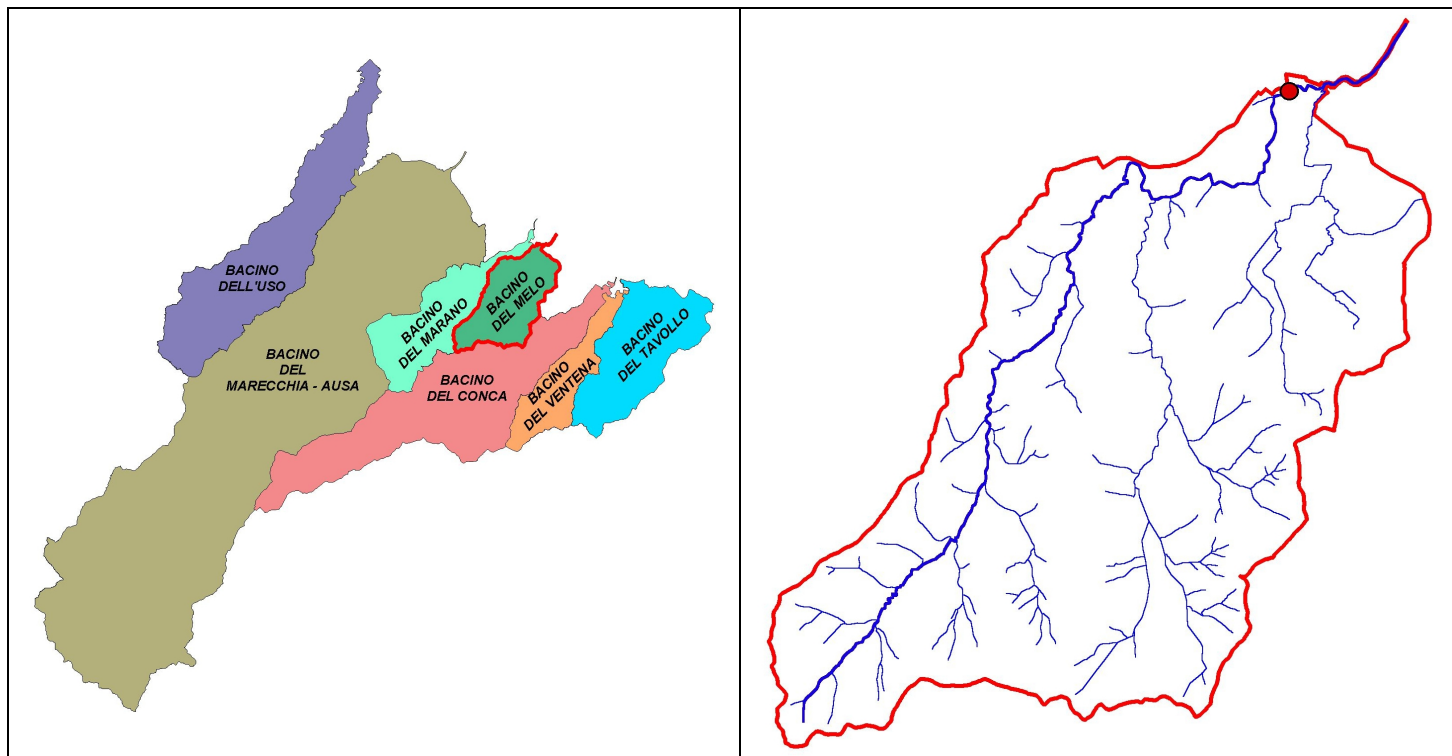 BACINO
DELL'USO
BACINO
DEL
MARECCHIA - AUSA
BACINO
DEL MARANO
BACINO
DEL MELO
BACINO
DEL CONCA
BACINO
DEL VENTENA
BACINO
DEL TAVOLLO